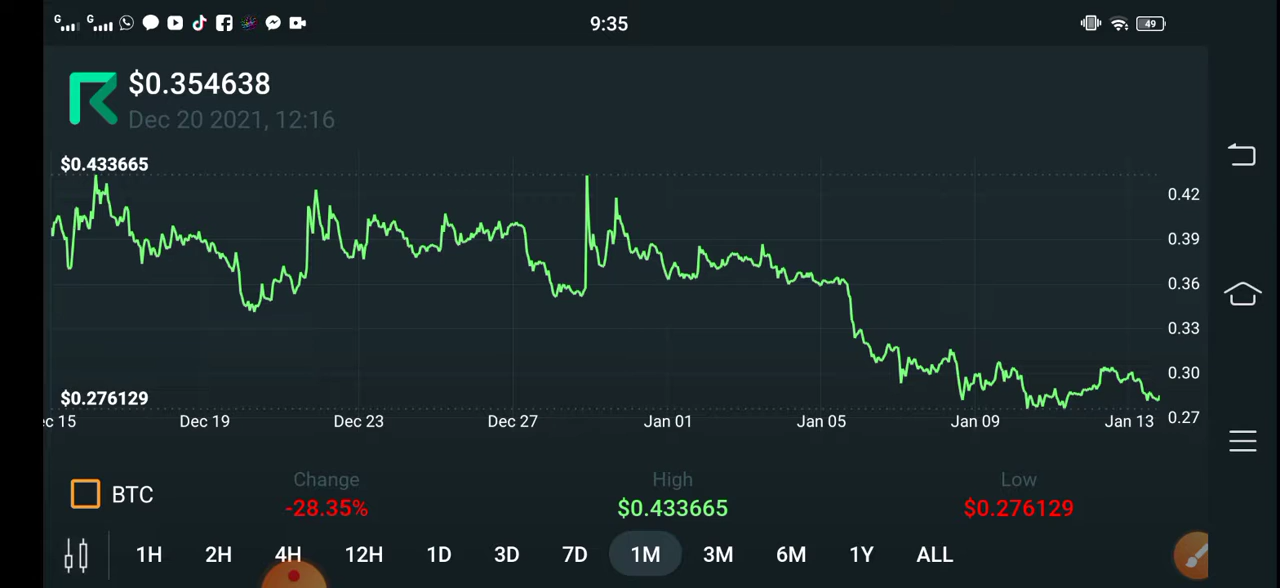 G G 9:35 49
$0.354638
Dec 20 2021, 12:16
$0.433665
0.42
0.39
0.36
0.33
0.30
$0.276129
0.27
c 15 Dec 19 Dec 23 Dec 27 Jan 01 Jan 05 Jan 09 Jan 13
BTC
Change High Low
-28.35% $0.433665 $0.276129
1H 2H 4H 12H 1D 3D 7D 1M 3M 6M 1Y ALL